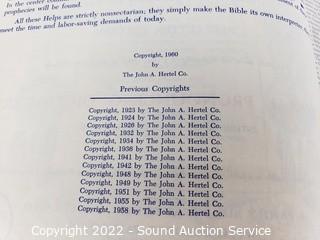 In the center
prophecies will be found.
All these Helps are strictly nonsectarian; they simply make the Bible its own interpreter
meet the time and labor-saving demands of today.
Copyright, 1960
by
The John A. Hertel Co.
Previous Copyrights
Copyright, 1923 by The John A. Hertel Co.
Copyright, 1924 by The John A. Hertel Co.
Copyright, 1926 by The John A. Hertel Co.
Copyright, 1932 by The John A. Hertel Co.
Copyright, 1934 by The John A. Hertel Co.
Copyright, 1936 by The John A. Hertel Co.
Copyright, 1941 by The John A. Hertel Co.
Copyright, 1942 by The John A. Hertel Co.
Copyright, 1948 by The John A. Hertel Co.
Copyright, 1949 by The John A. Hertel Co.
Copyright, 1951 by The John A. Hertel Co.
Copyright, 1955 by The John A. Hertel Co.
Copyright, 1958 by The John A. Hertel Co.
Copyright 2022 - Sound Auction Service